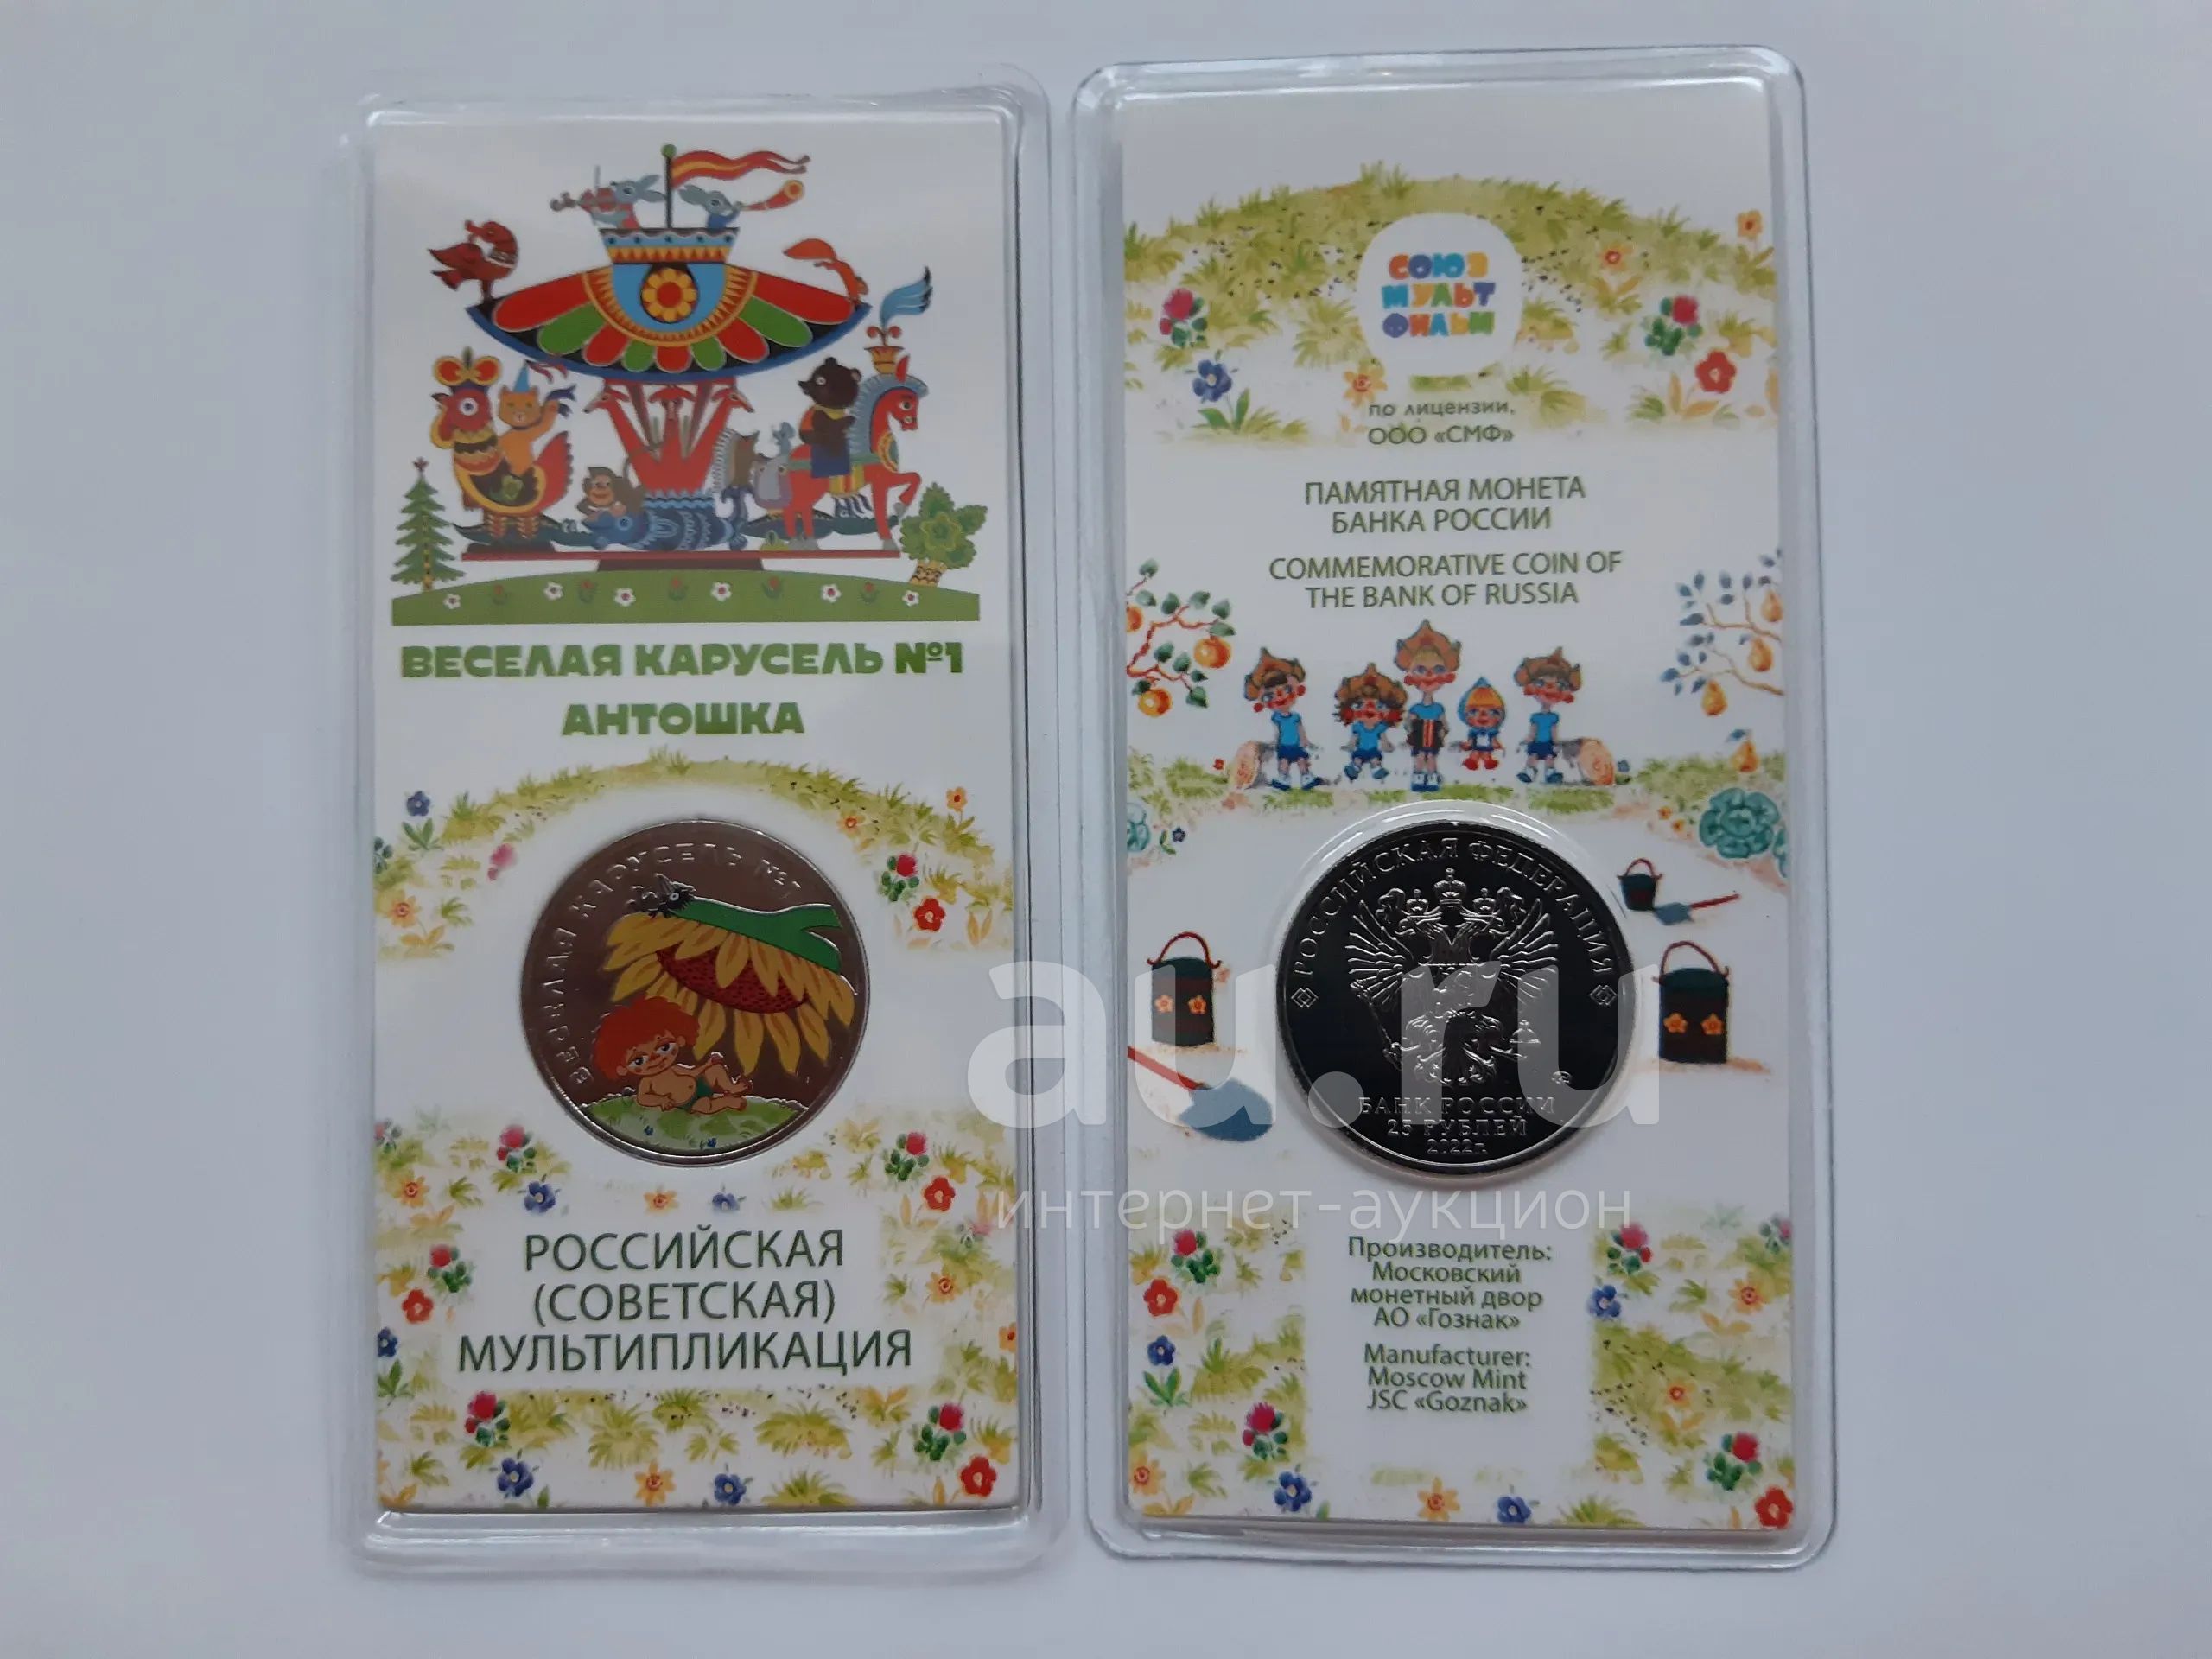 ВЕСЕЛАЯ КАРУСЕЛЬ №1
АНТОШКА
ВЕСЕЛАЯ КАРУСЕЛЬ №1
РОССИЙСКАЯ
(СОВЕТСКАЯ)
МУЛЬТИПЛИКАЦИЯ
СОЮЗ
МУЛЬТ
ФИЛЬМ
по лицензии,
ООО «СМФ»
ПАМЯТНАЯ МОНЕТА
БАНКА РОССИИ
COMMEMORATIVE COIN OF
THE BANK OF RUSSIA
РОССИЙСКАЯ ФЕДЕРАЦИЯ
БАНК РОССИИ
25 РУБЛЕЙ
2022 г.
au.ru
интернет-аукцион
Производитель:
Московский
монетный двор
АО «Гознак»
Manufacturer:
Moscow Mint
JSC «Goznak»